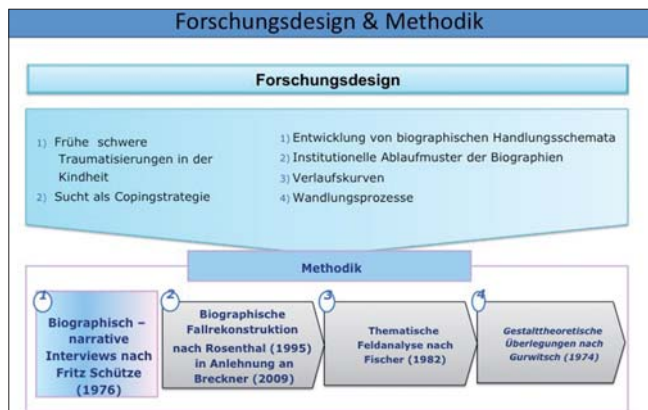 Forschungsdesign & Methodik
Forschungsdesign
1) Frühe schwere
Traumatisierungen in der
Kindheit
2) Sucht als Copingstrategie
1) Entwicklung von biographischen Handlungsschemata
2) Institutionelle Ablaufmuster der Biographien
3) Verlaufskurven
4) Wandlungsprozesse
Methodik
1
Biographisch –
narrative
Interviews nach
Fritz Schütze
(1976)
2
Biographische
Fallrekonstruktion
nach Rosenthal (1995)
in Anlehnung an
Breckner (2009)
3
Thematische
Feldanalyse nach
Fischer (1982)
4
Gestalttheoretische
Überlegungen nach
Gurwitsch (1974)